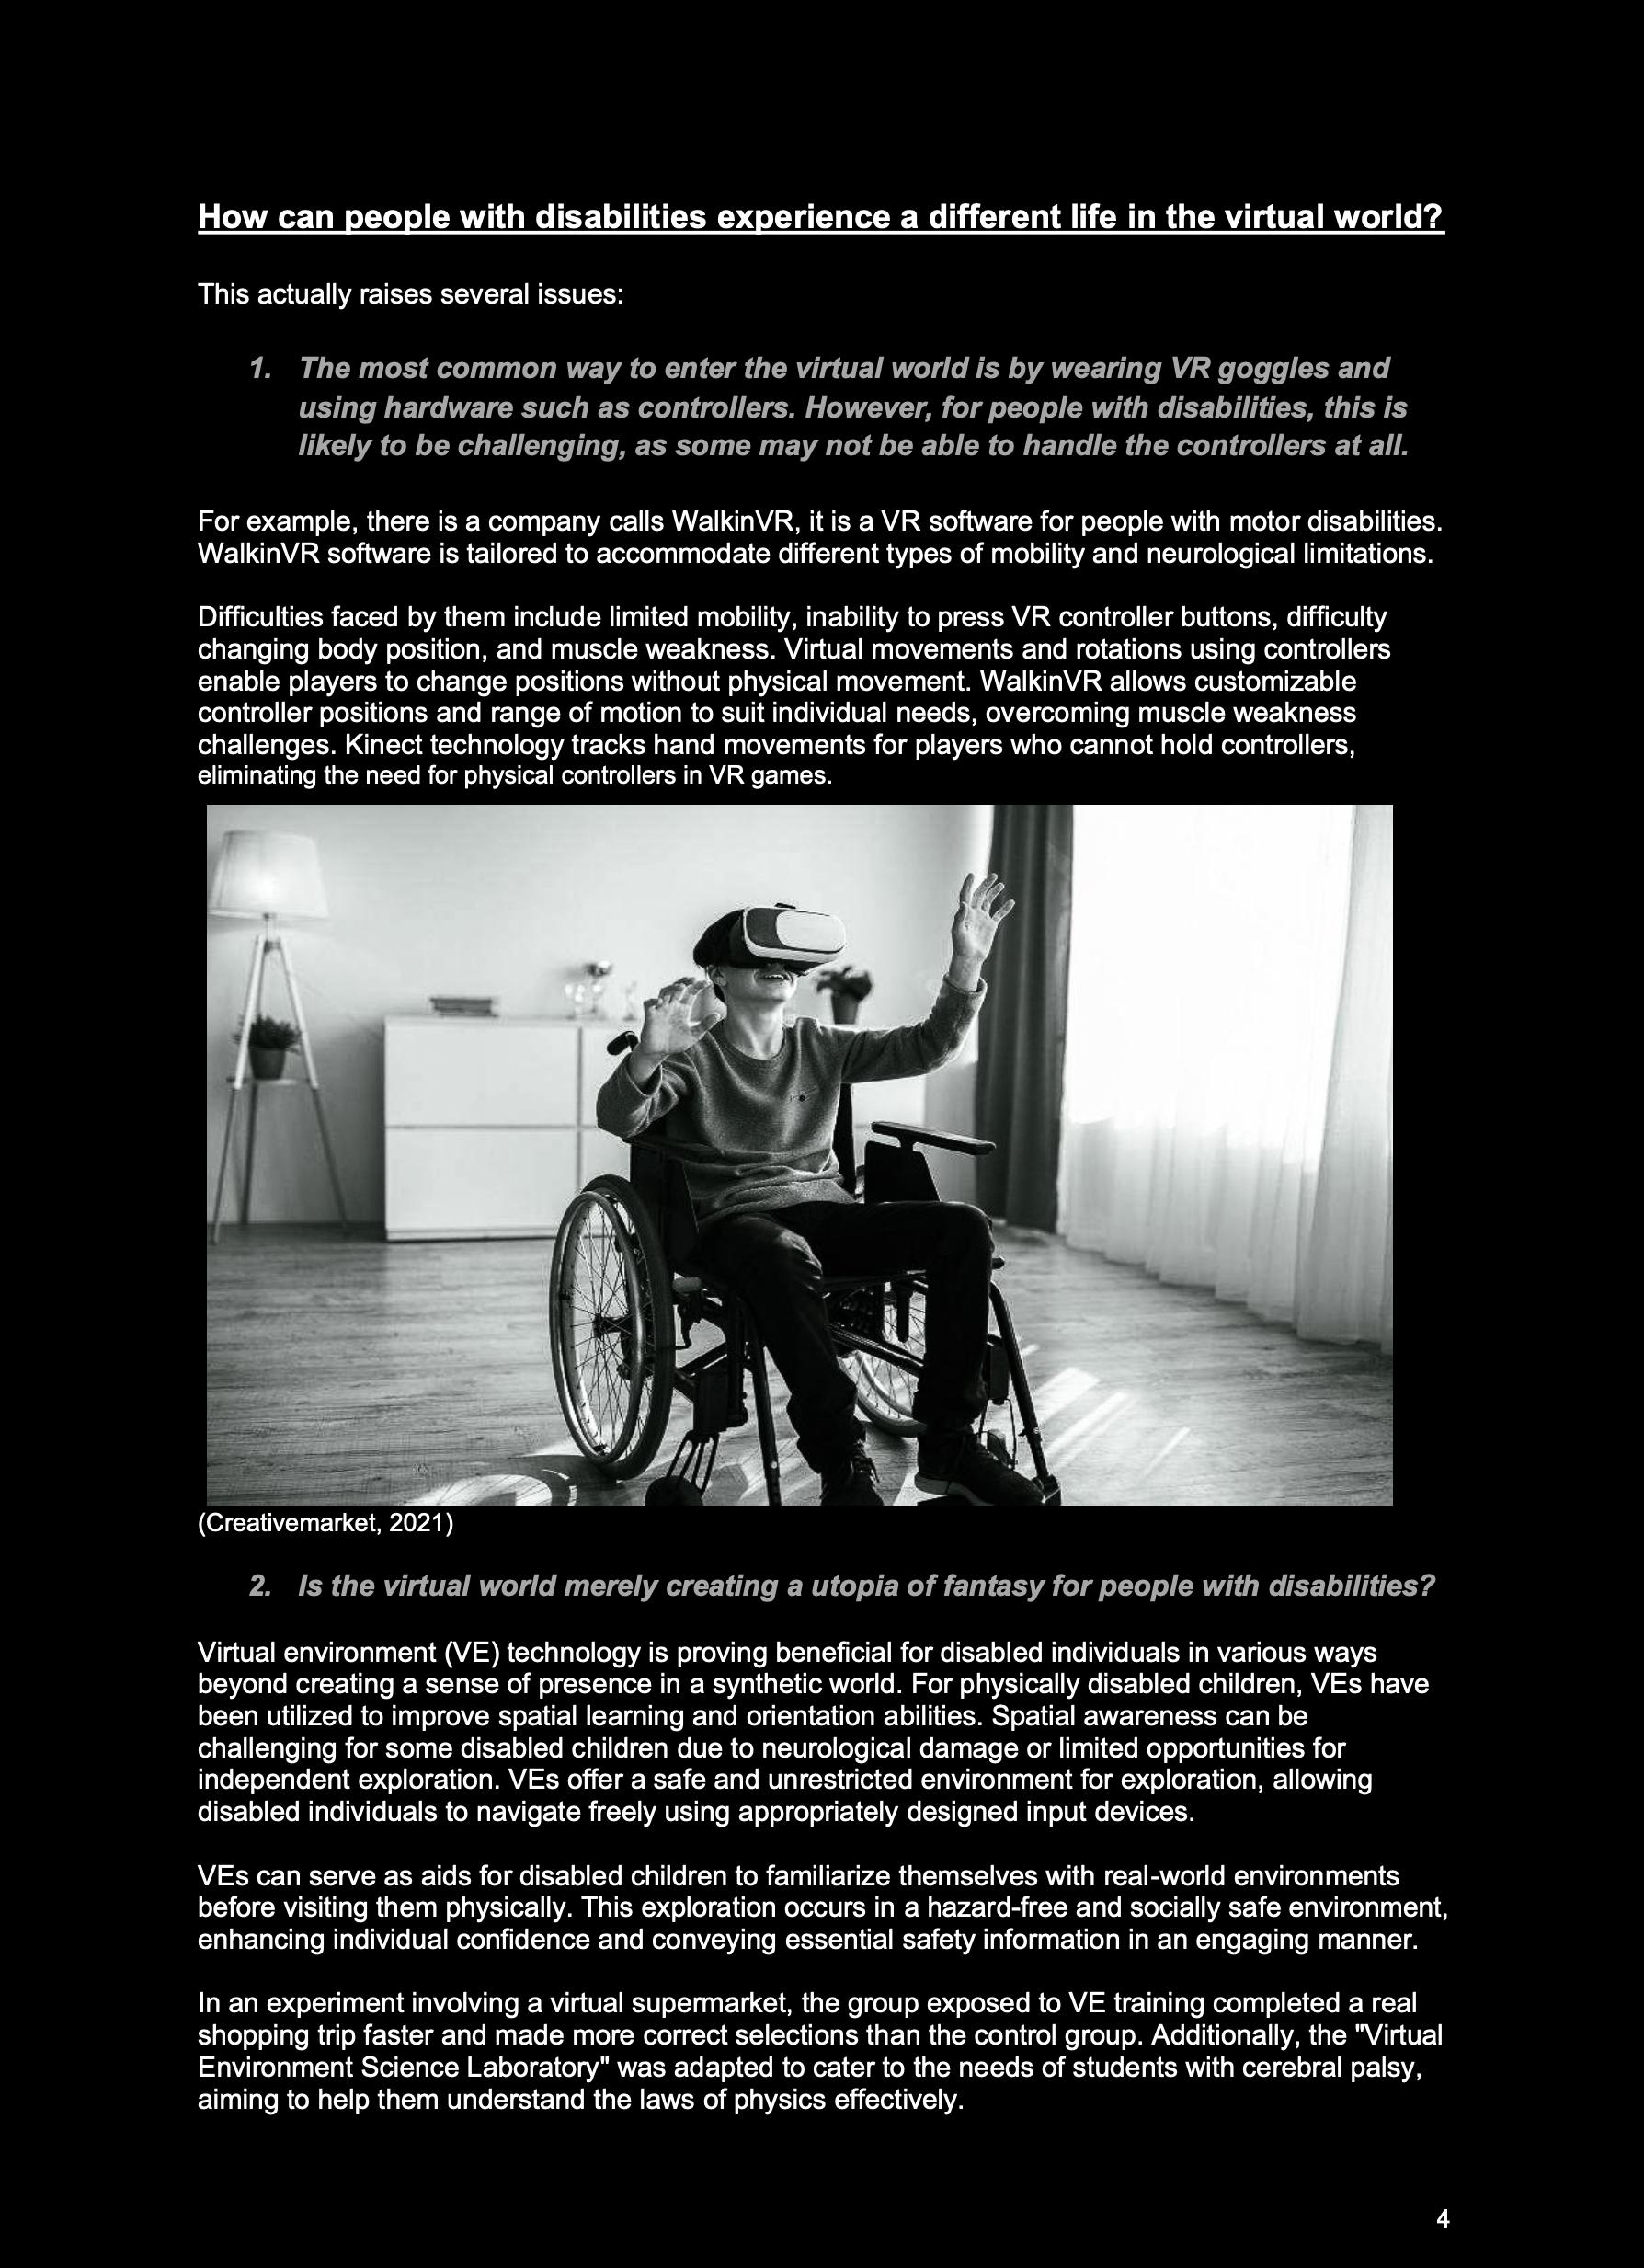 How can people with disabilities experience a different life in the virtual world?
This actually raises several issues:
1. The most common way to enter the virtual world is by wearing VR goggles and
using hardware such as controllers. However, for people with disabilities, this is
likely to be challenging, as some may not be able to handle the controllers at all.
For example, there is a company calls WalkinVR, it is a VR software for people with motor disabilities.
WalkinVR software is tailored to accommodate different types of mobility and neurological limitations.
Difficulties faced by them include limited mobility, inability to press VR controller buttons, difficulty
changing body position, and muscle weakness. Virtual movements and rotations using controllers
enable players to change positions without physical movement. WalkinVR allows customizable
controller positions and range of motion to suit individual needs, overcoming muscle weakness
challenges. Kinect technology tracks hand movements for players who cannot hold controllers,
eliminating the need for physical controllers in VR games.
(Creativemarket, 2021)
2. Is the virtual world merely creating a utopia of fantasy for people with disabilities?
Virtual environment (VE) technology is proving beneficial for disabled individuals in various ways
beyond creating a sense of presence in a synthetic world. For physically disabled children, VEs have
been utilized to improve spatial learning and orientation abilities. Spatial awareness can be
challenging for some disabled children due to neurological damage or limited opportunities for
independent exploration. VEs offer a safe and unrestricted environment for exploration, allowing
disabled individuals to navigate freely using appropriately designed input devices.
VEs can serve as aids for disabled children to familiarize themselves with real-world environments
before visiting them physically. This exploration occurs in a hazard-free and socially safe environment,
enhancing individual confidence and conveying essential safety information in an engaging manner.
In an experiment involving a virtual supermarket, the group exposed to VE training completed a real
shopping trip faster and made more correct selections than the control group. Additionally, the "Virtual
Environment Science Laboratory" was adapted to cater to the needs of students with cerebral palsy,
aiming to help them understand the laws of physics effectively.
4